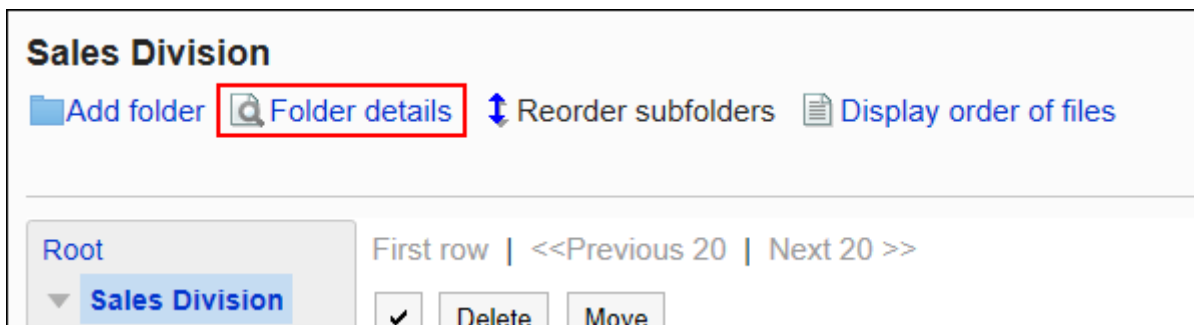 Sales Division
Add folder Folder details Reorder subfolders Display order of files
Root
First row | <<Previous 20 | Next 20 >>
Sales Division
Delete Move